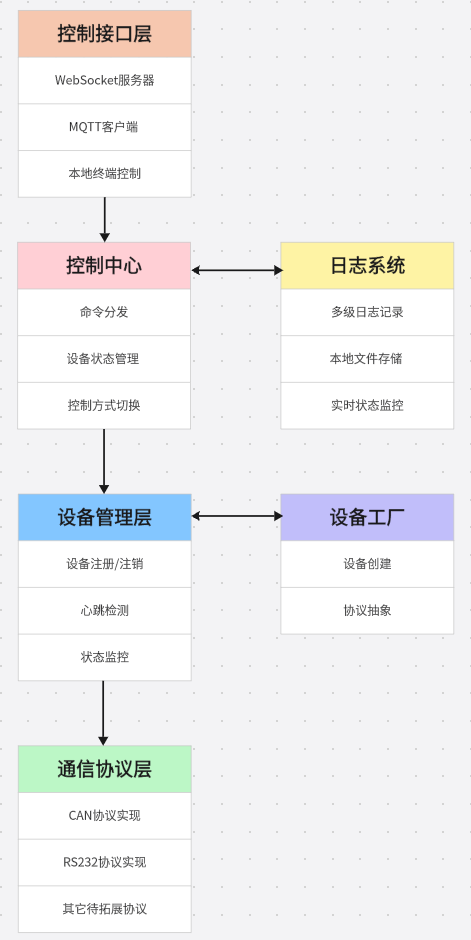 控制接口层
WebSocket服务器
MQTT客户端
本地终端控制
控制中心
命令分发
设备状态管理
控制方式切换
日志系统
多级日志记录
本地文件存储
实时状态监控
设备管理层
设备注册/注销
心跳检测
状态监控
设备工厂
设备创建
协议抽象
通信协议层
CAN协议实现
RS232协议实现
其它待拓展协议